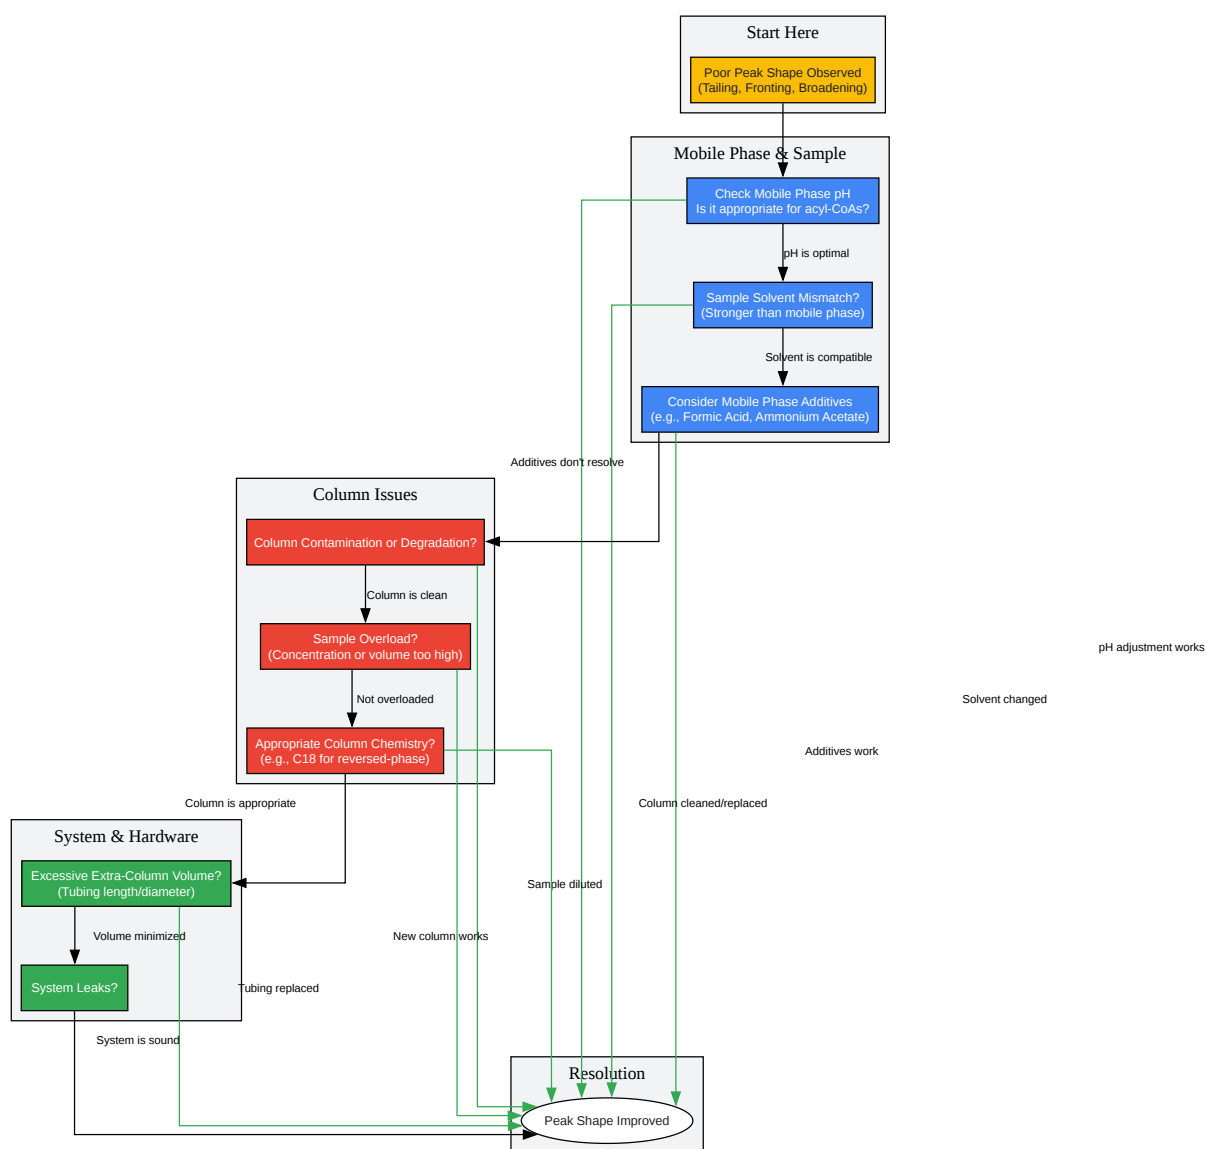 Start Here
Poor Peak Shape Observed
(Tailing, Fronting, Broadening)
Mobile Phase & Sample
Check Mobile Phase pH
Is it appropriate for acyl-CoAs?
pH is optimal
Sample Solvent Mismatch?
(Stronger than mobile phase)
Solvent is compatible
Consider Mobile Phase Additives
(e.g., Formic Acid, Ammonium Acetate)
Additives don't resolve
Column Issues
Column Contamination or Degradation?
Column is clean
Sample Overload?
(Concentration or volume too high)
pH adjustment works
Not overloaded
Solvent changed
Appropriate Column Chemistry?
(e.g., C18 for reversed-phase)
Additives work
Column is appropriate
Column cleaned/replaced
System & Hardware
Excessive Extra-Column Volume?
(Tubing length/diameter)
Sample diluted
Volume minimized
New column works
System Leaks?
Tubing replaced
System is sound
Resolution
Peak Shape Improved